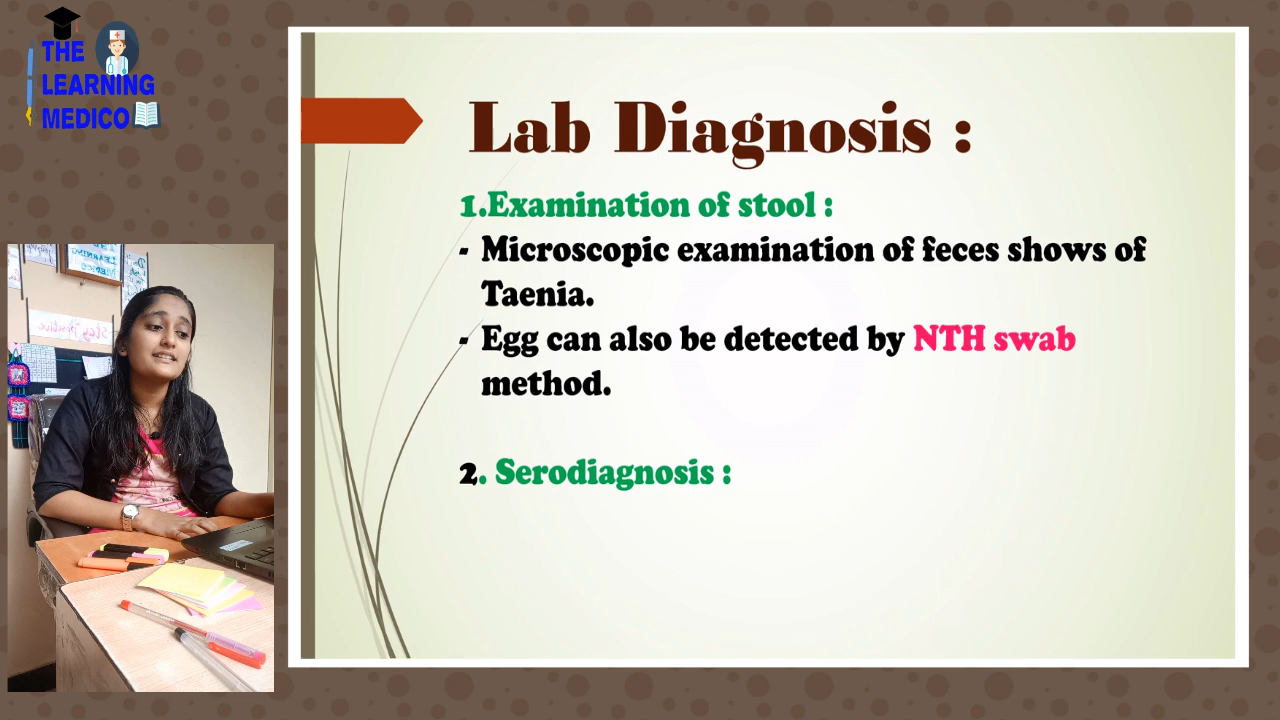 THE
LEARNING
MEDICO
Lab Diagnosis :
1.Examination of stool :
- Microscopic examination of feces shows of
Taenia.
- Egg can also be detected by NTH swab
method.
2. Serodiagnosis :